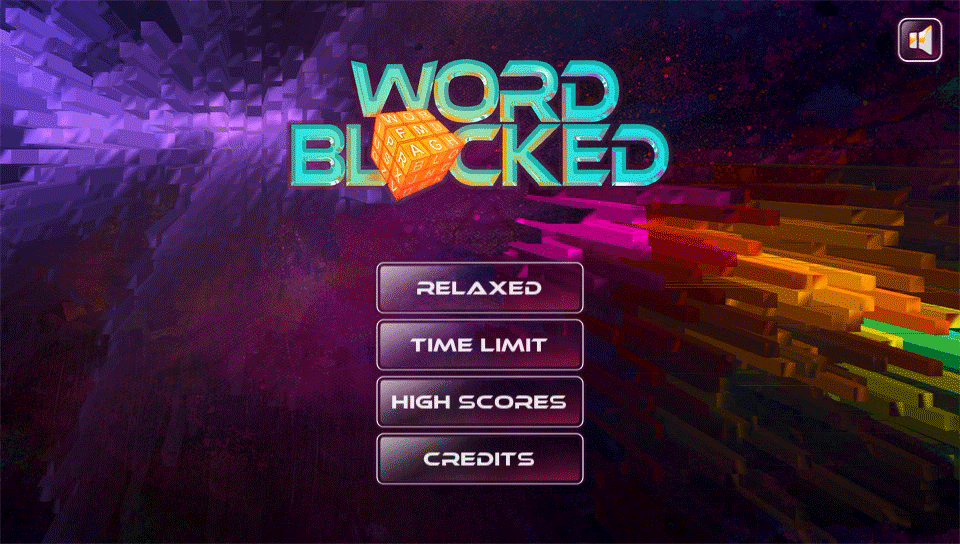 WORD
BLOCKED
RELAXED
TIME LIMIT
HIGH SCORES
CREDITS